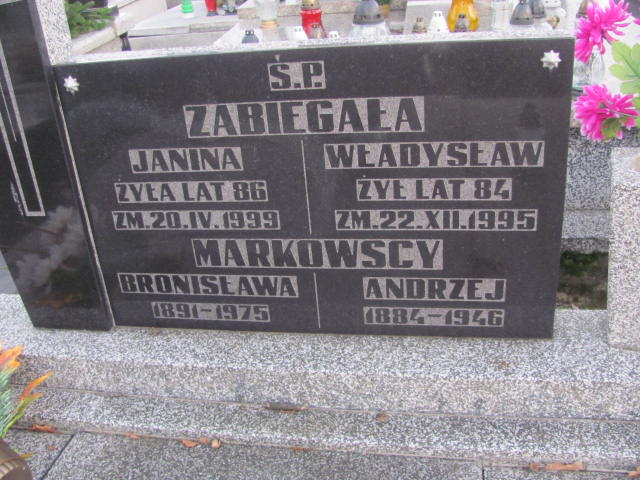 Ś.P.
ZABIEGAŁA
JANINA WŁADYSŁAW
ŻYŁA LAT 86 ŻYŁ LAT 84
ZM.20.IV.1999 ZM.22.XII.1995
MARKOWSCY
BRONISŁAWA ANDRZEJ
1891-1975 1884-1946